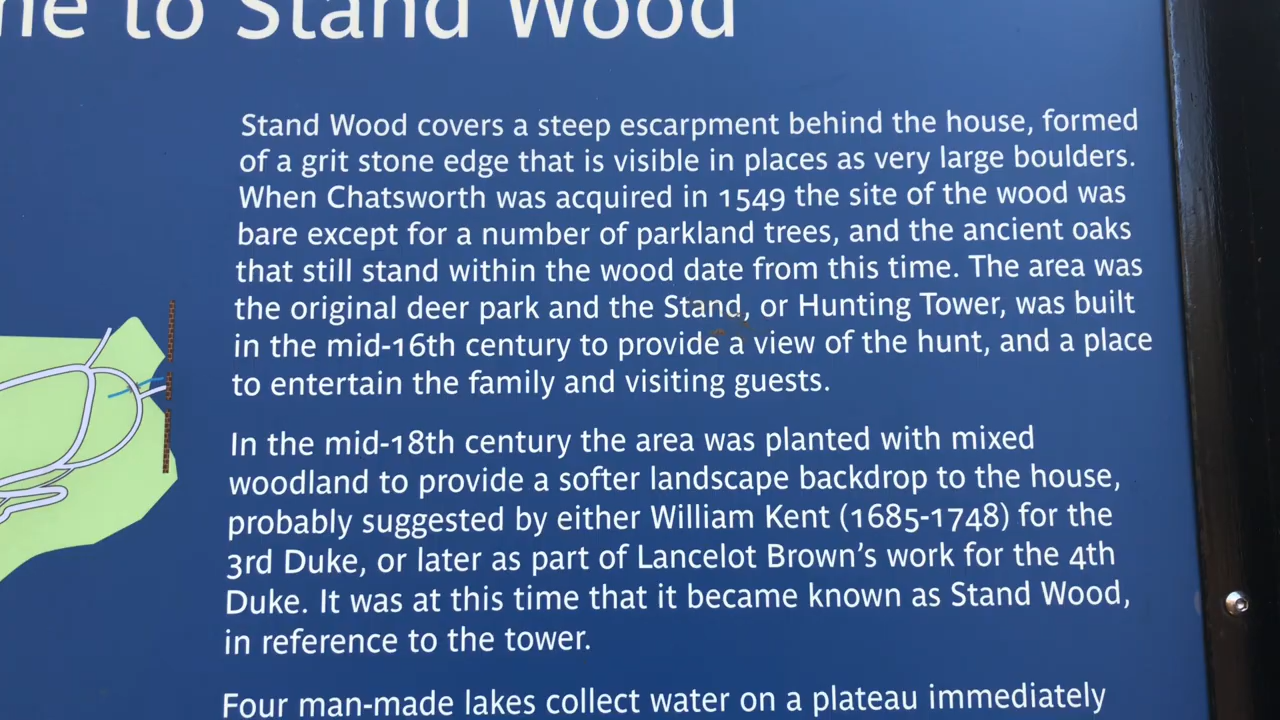 to Stand Wood
Stand Wood covers a steep escarpment behind the house, formed
of a grit stone edge that is visible in places as very large boulders.
When Chatsworth was acquired in 1549 the site of the wood was
bare except for a number of parkland trees, and the ancient oaks
that still stand within the wood date from this time. The area was
the original deer park and the Stand, or Hunting Tower, was built
in the mid-16th century to provide a view of the hunt, and a place
to entertain the family and visiting guests.
In the mid-18th century the area was planted with mixed
woodland to provide a softer landscape backdrop to the house,
probably suggested by either William Kent (1685-1748) for the
3rd Duke, or later as part of Lancelot Brown's work for the 4th
Duke. It was at this time that it became known as Stand Wood,
in reference to the tower.
Four man-made lakes collect water on a plateau immediately